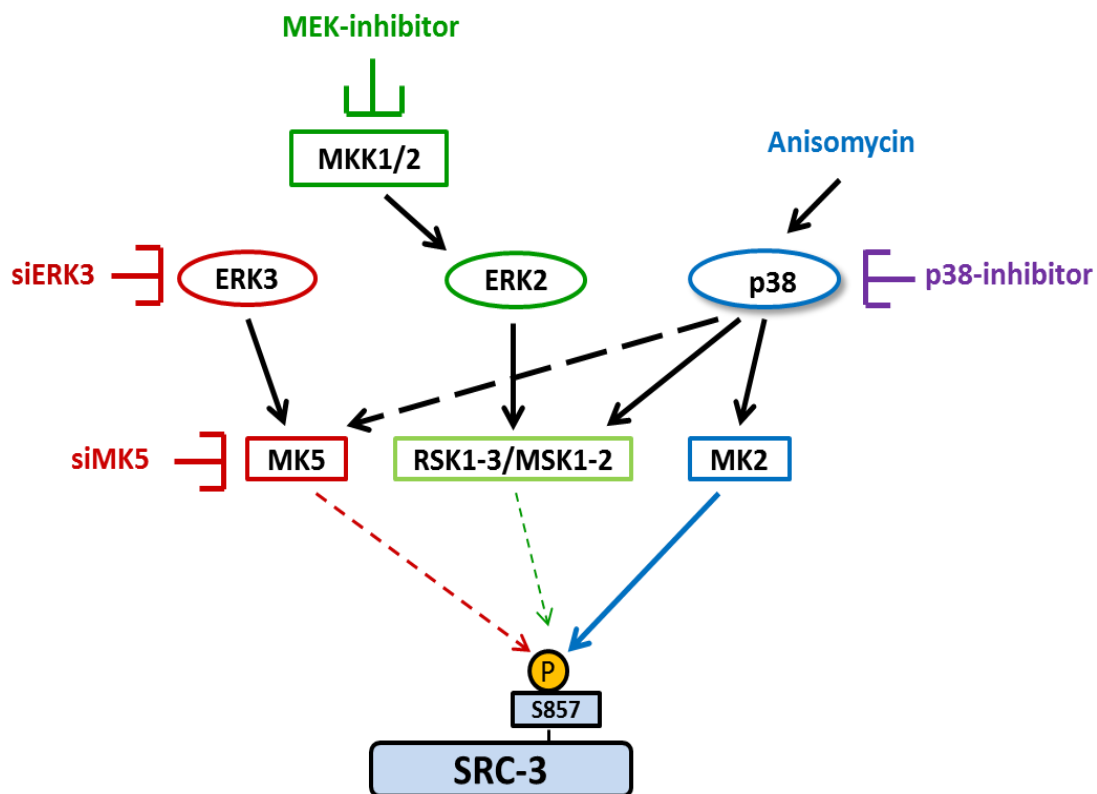 MEK-inhibitor
MKK1/2
Anisomycin
siERK3
ERK3
ERK2
p38
p38-inhibitor
siMK5
MK5
RSK1-3/MSK1-2
MK2
P
S857
SRC-3